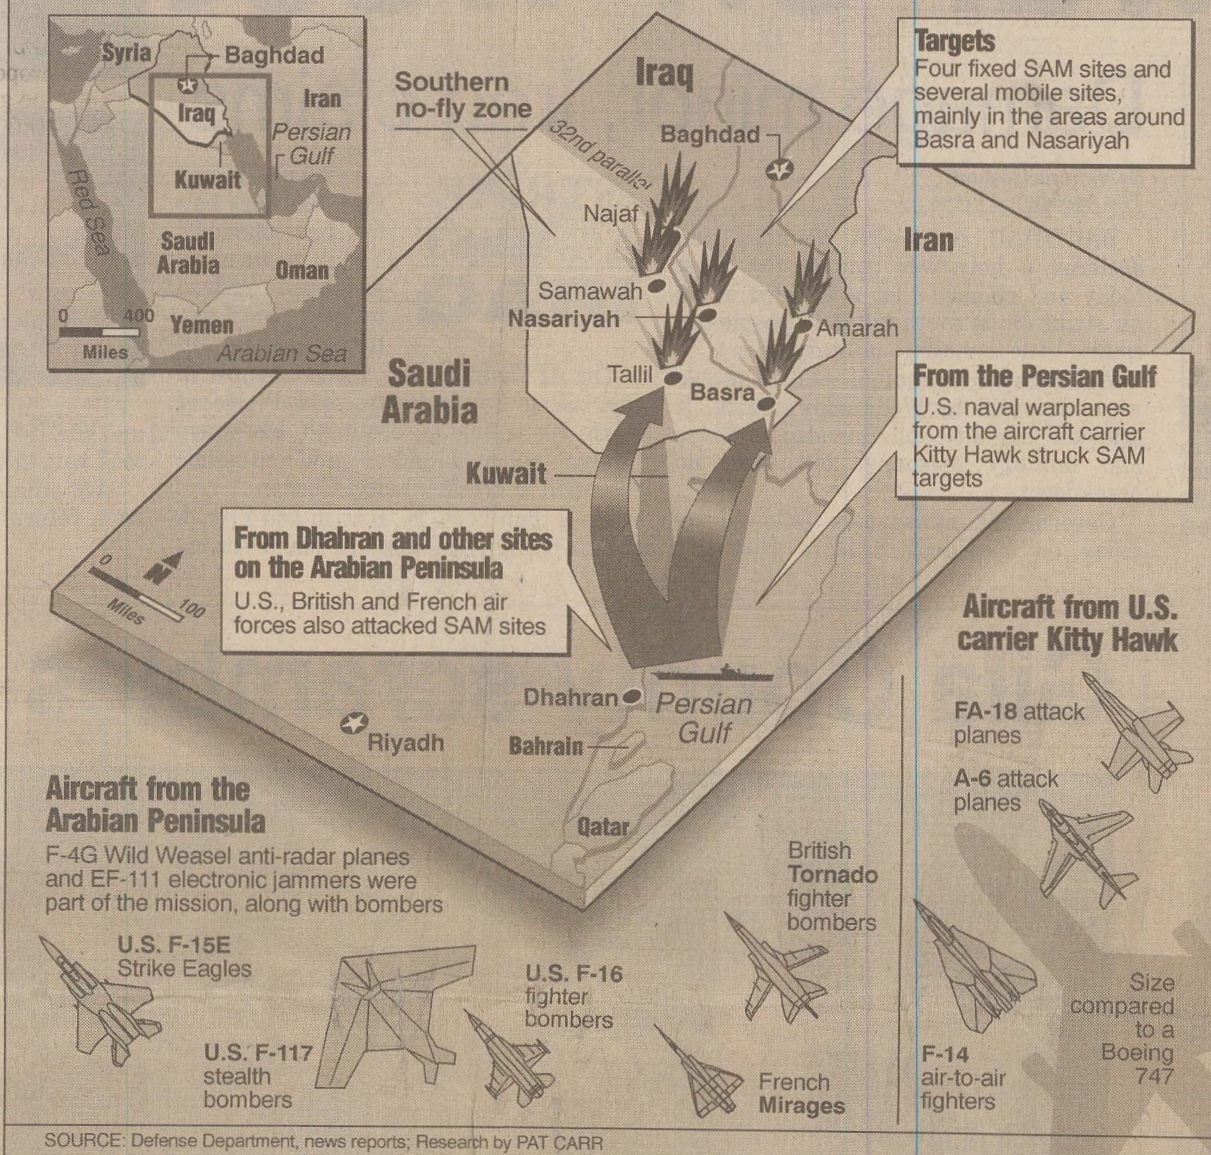 Syria
Baghdad
Iraq
Iran
Persian
Gulf
Kuwait
Red Sea
Saudi
Arabia
Oman
Yemen
0 400
Miles
Arabian Sea
Southern
no-fly zone
32nd parallel
Iraq
Baghdad
Targets
Four fixed SAM sites and
several mobile sites,
mainly in the areas around
Basra and Nasariyah
Najaf
Iran
Samawah
Nasariyah
Amarah
Saudi
Arabia
Tallil
Basra
From the Persian Gulf
U.S. naval warplanes
from the aircraft carrier
Kitty Hawk struck SAM
targets
Kuwait
From Dhahran and other sites
on the Arabian Peninsula
U.S., British and French air
forces also attacked SAM sites
0 100
Miles
N
Dhahran
Persian
Gulf
Riyadh
Bahrain
Qatar
Aircraft from the
Arabian Peninsula
F-4G Wild Weasel anti-radar planes
and EF-111 electronic jammers were
part of the mission, along with bombers
U.S. F-15E
Strike Eagles
U.S. F-117
stealth
bombers
U.S. F-16
fighter
bombers
British
Tornado
fighter
bombers
French
Mirages
Aircraft from U.S.
carrier Kitty Hawk
FA-18 attack
planes
A-6 attack
planes
F-14
air-to-air
fighters
Size
compared
to a
Boeing
747
SOURCE: Defense Department, news reports; Research by PAT CARR